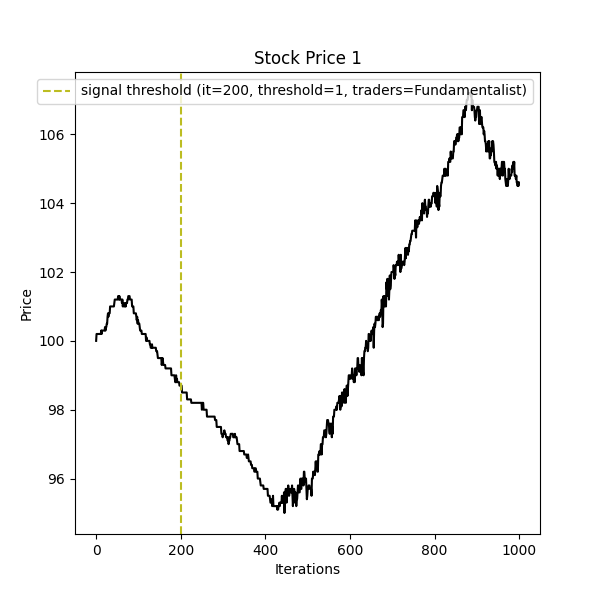 Stock Price 1
signal threshold (it=200, threshold=1, traders=Fundamentalist)
106
104
102
100
98
96
Price
0 200 400 600 800 1000
Iterations